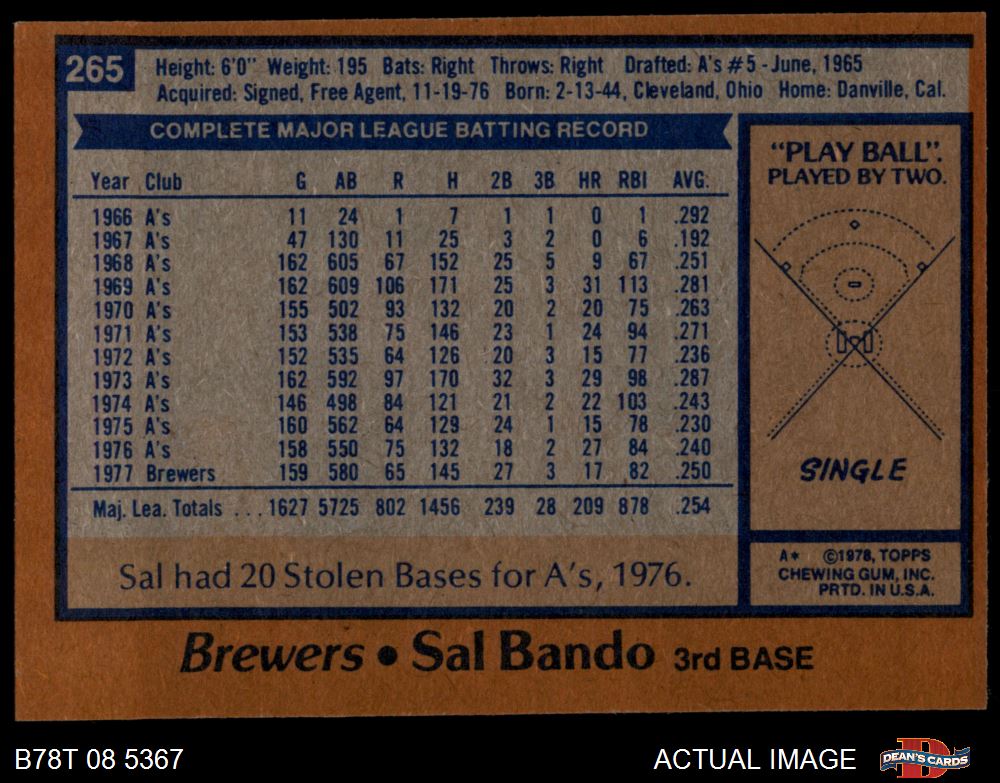 265
Height: 6'0" Weight: 195 Bats: Right Throws: Right Drafted: A's #5 - June, 1965
Acquired: Signed, Free Agent, 11-19-76 Born: 2-13-44, Cleveland, Ohio Home: Danville, Cal.
COMPLETE MAJOR LEAGUE BATTING RECORD
Year Club G AB R H 2B 3B HR RBI AVG.
1966 A's 11 24 1 7 1 1 0 1 .292
1967 A's 47 130 11 25 3 2 0 6 .192
1968 A's 162 605 67 152 25 5 9 67 .251
1969 A's 162 609 106 171 25 3 31 113 .281
1970 A's 155 502 93 132 20 2 20 75 .263
1971 A's 153 538 75 146 23 1 24 94 .271
1972 A's 152 535 64 126 20 3 15 77 .236
1973 A's 162 592 97 170 32 3 29 98 .287
1974 A's 146 498 84 121 21 2 22 103 .243
1975 A's 160 562 64 129 24 1 15 78 .230
1976 A's 158 550 75 132 18 2 27 84 .240
1977 Brewers 159 580 65 145 27 3 17 82 .250
Maj. Lea. Totals ... 1627 5725 802 1456 239 28 209 878 .254
Sal had 20 Stolen Bases for A's, 1976.
"PLAY BALL".
PLAYED BY TWO.
SINGLE
A* ©1978, TOPPS
CHEWING GUM, INC.
PRTD. IN U.S.A.
Brewers • Sal Bando 3rd BASE
B78T 08 5367
ACTUAL IMAGE
D
DEAN'S CARDS